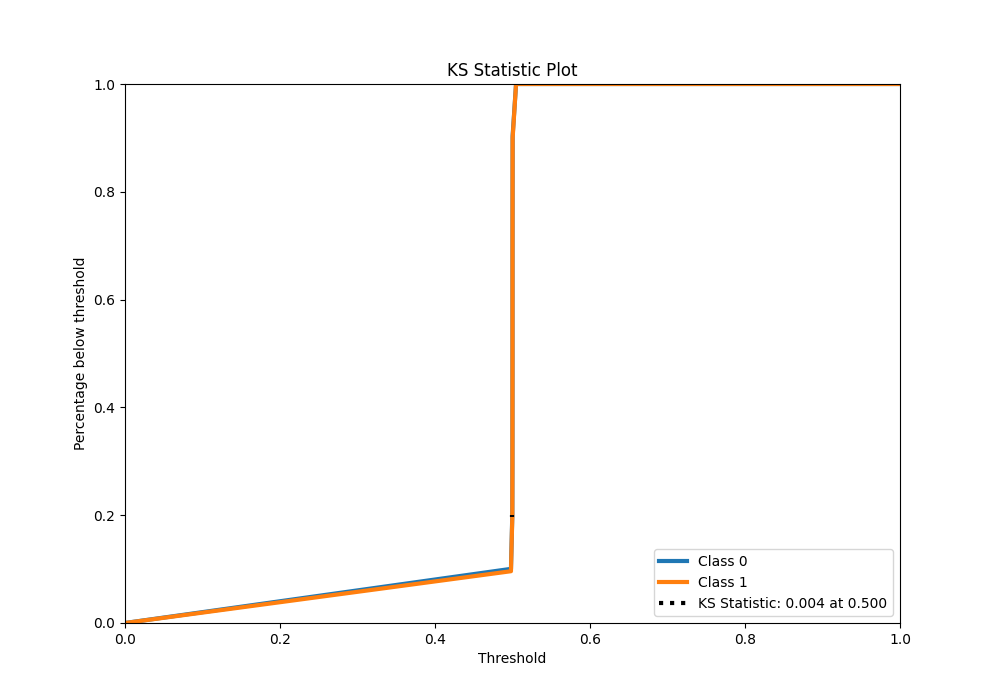 KS Statistic Plot
1.0
0.8
0.6
0.4
0.2
0.0
Percentage below threshold
0.0 0.2 0.4 0.6 0.8 1.0
Threshold
Class 0
Class 1
KS Statistic: 0.004 at 0.500